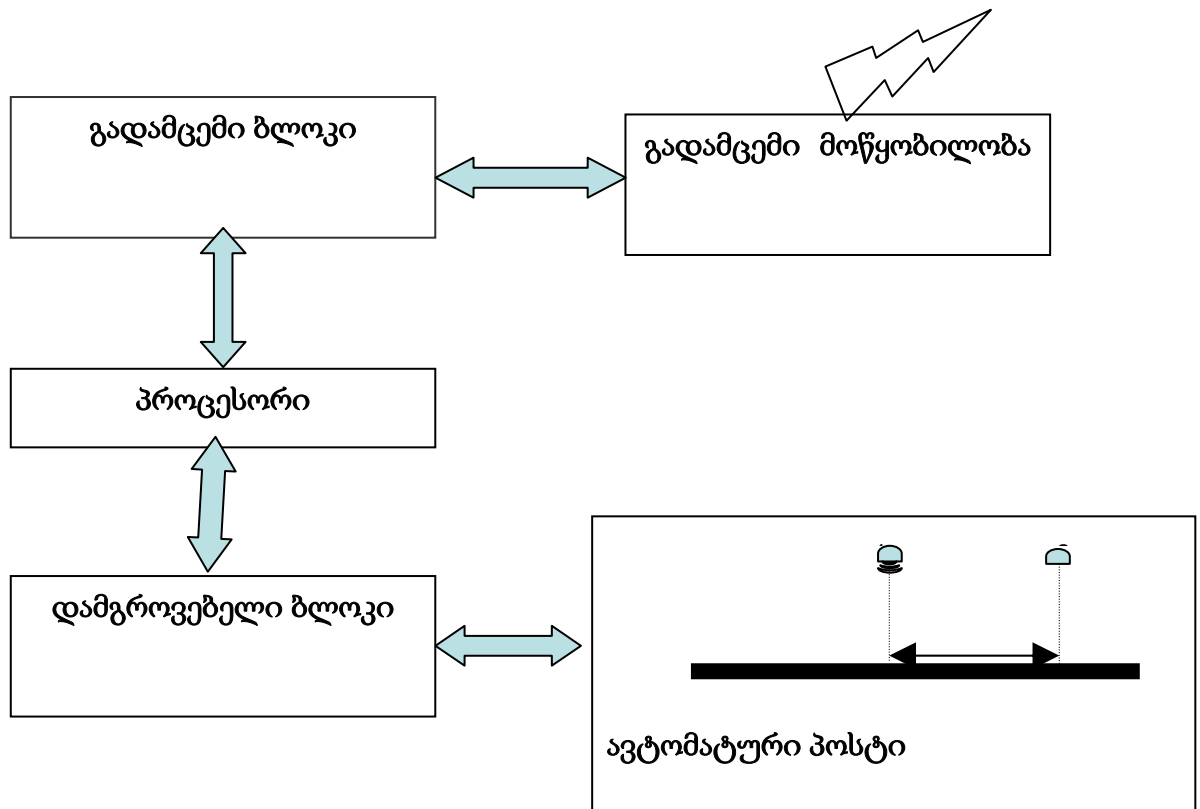 გადამცემი ბლოკი
გადამცემი მოწყობილობა
პროცესორი
დამგროვებელი ბლოკი
ავტომატური პოსტი